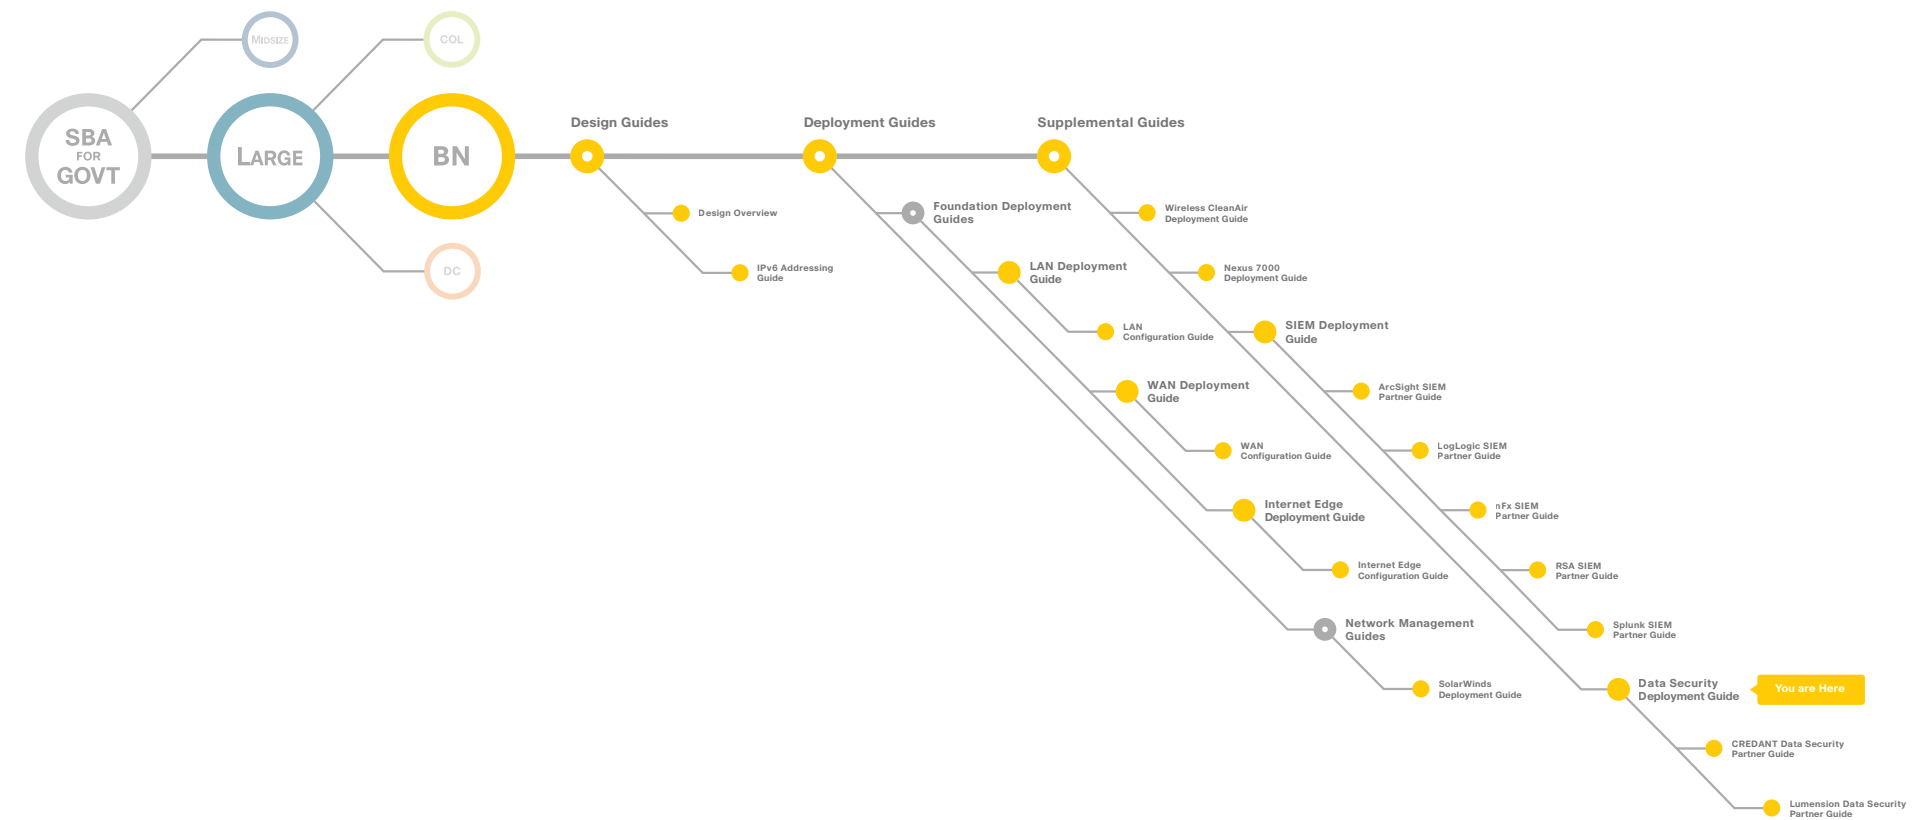 MIDSIZE
COL
SBA
FOR
GOVT
LARGE
BN
DC
Design Guides
Design Overview
IPv6 Addressing
Guide
Deployment Guides
Foundation Deployment
Guides
LAN Deployment
Guide
LAN
Configuration Guide
WAN Deployment
Guide
WAN
Configuration Guide
Internet Edge
Deployment Guide
Internet Edge
Configuration Guide
Network Management
Guides
SolarWinds
Deployment Guide
Supplemental Guides
Wireless CleanAir
Deployment Guide
Nexus 7000
Deployment Guide
SIEM Deployment
Guide
ArcSight SIEM
Partner Guide
LogLogic SIEM
Partner Guide
nFx SIEM
Partner Guide
RSA SIEM
Partner Guide
Splunk SIEM
Partner Guide
Data Security
Deployment Guide
You are Here
CREDANT Data Security
Partner Guide
Lumension Data Security
Partner Guide